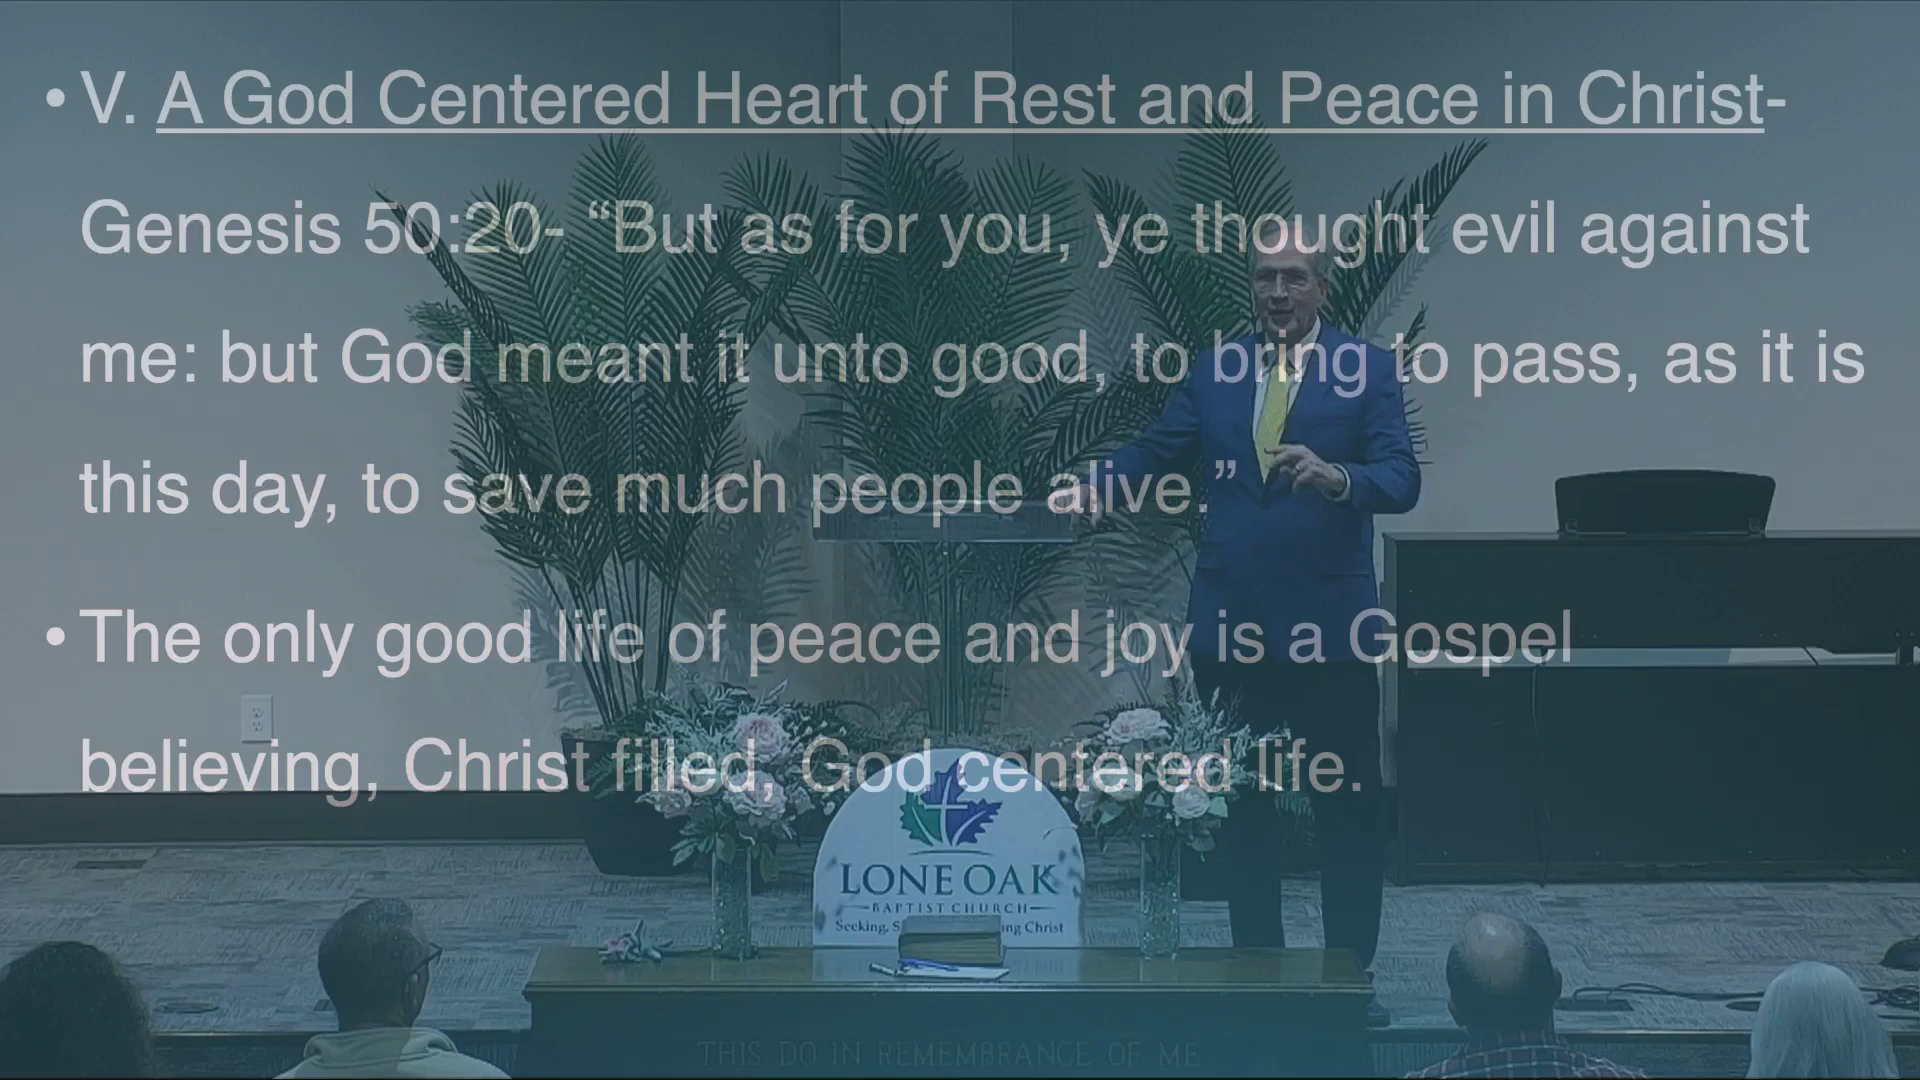 • V. A God Centered Heart of Rest and Peace in Christ-
Genesis 50:20- “But as for you, ye thought evil against
me: but God meant it unto good, to bring to pass, as it is
this day, to save much people alive.”
• The only good life of peace and joy is a Gospel
believing, Christ filled, God centered life.
LONE OAK
BAPTIST CHURCH
Seeking, Christ
THIS DO IN REMEMBRANCE OF ME